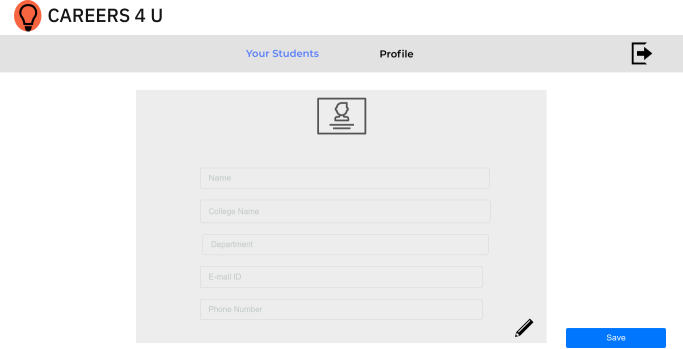 CAREERS 4 U
Your Students Profile
Name
College Name
Department
E-mail ID
Phone Number
Save